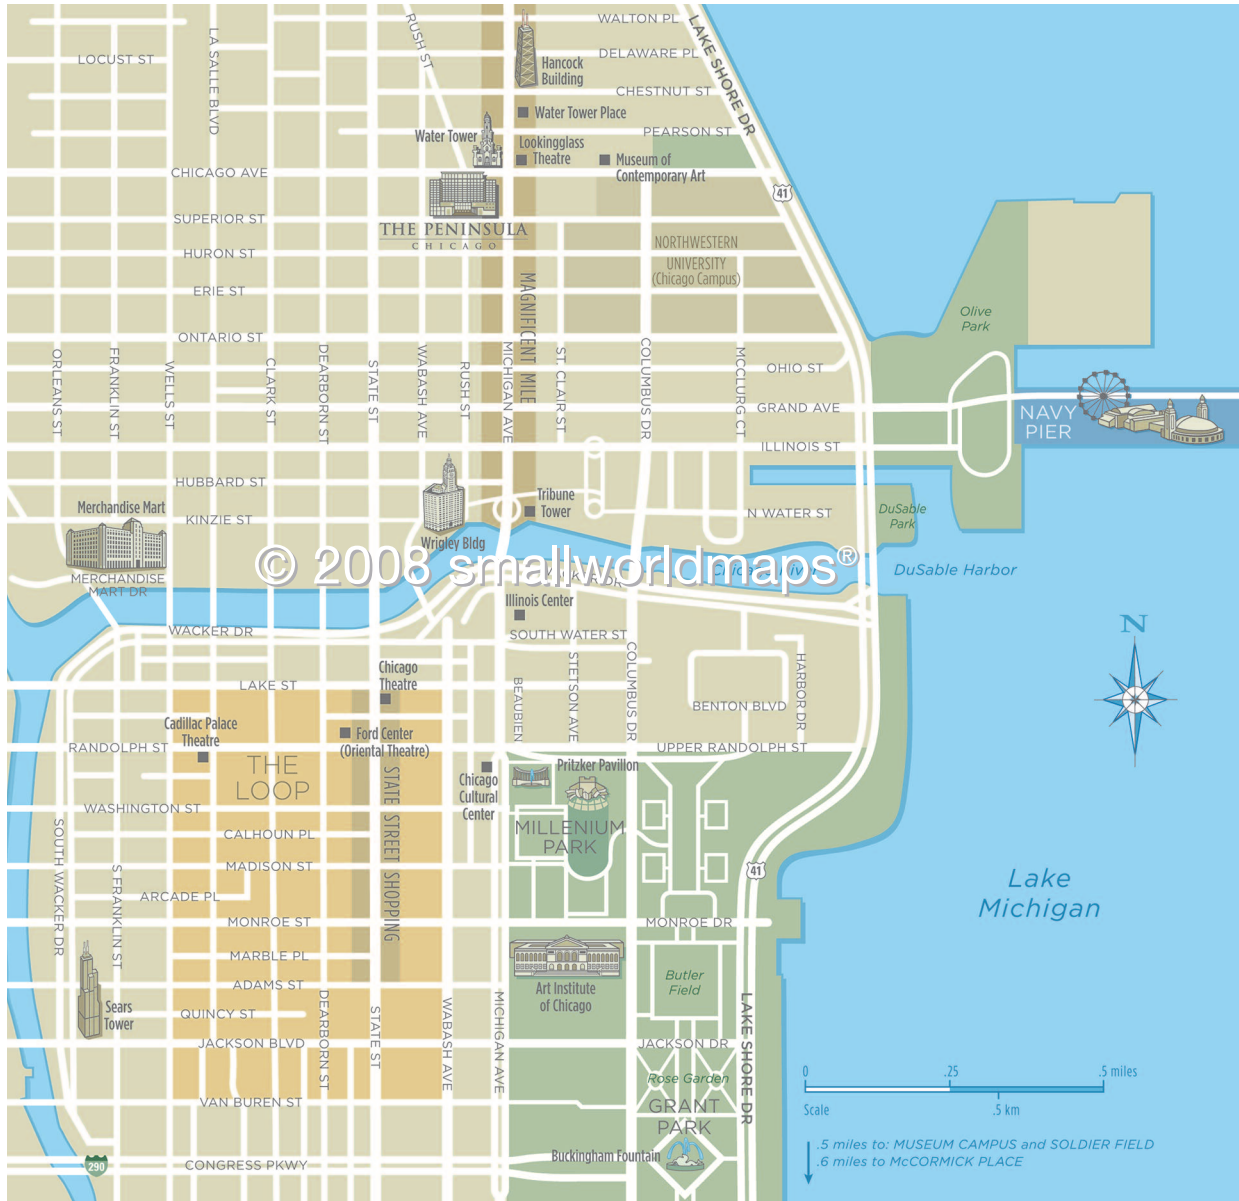 WALTON PL
LAKE SHORE DR
RUSH ST
LA SALLE BLVD
LOCUST ST
DELAWARE PL
Hancock
Building
CHESTNUT ST
Water Tower Place
PEARSON ST
Water Tower
Lookingglass
Theatre
Museum of
Contemporary Art
CHICAGO AVE
41
SUPERIOR ST
THE PENINSULA
CHICAGO
HURON ST
NORTHWESTERN
UNIVERSITY
(Chicago Campus)
ERIE ST
MAGNIFICENT MILE
Olive
Park
ONTARIO ST
ORLEANS ST
FRANKLIN ST
WELLS ST
CLARK ST
DEARBORN ST
STATE ST
WABASH AVE
RUSH ST
MICHIGAN AVE
ST. CLAIR ST
COLUMBUS DR
MCCLURG CT
OHIO ST
GRAND AVE
NAVY
PIER
ILLINOIS ST
HUBBARD ST
Merchandise Mart
KINZIE ST
Tribune
Tower
N WATER ST
DuSable
Park
Wrigley Bldg
© 2008 smallworldmaps®
MERCHANDISE
MART DR
DuSable Harbor
Illinois Center
WACKER DR
SOUTH WATER ST
N
Chicago
Theatre
LAKE ST
BEAUBIEN
STETSON AVE
COLUMBUS DR
HARBOR DR
BENTON BLVD
Cadillac Palace
Theatre
Ford Center
(Oriental Theatre)
RANDOLPH ST
UPPER RANDOLPH ST
THE
LOOP
Pritzker Pavillon
Chicago
Cultural
Center
STATE STREET SHOPPING
WASHINGTON ST
MILLENIUM
PARK
CALHOUN PL
SOUTH WACKER DR
S FRANKLIN ST
MADISON ST
41
ARCADE PL
Lake
Michigan
MONROE ST
MONROE DR
MARBLE PL
Butler
Field
ADAMS ST
Art Institute
of Chicago
Sears
Tower
QUINCY ST
DEARBORN ST
STATE ST
WABASH AVE
MICHIGAN AVE
LAKE SHORE DR
JACKSON BLVD
JACKSON DR
Rose Garden
0 .25 .5 miles
Scale .5 km
VAN BUREN ST
GRANT
PARK
Buckingham Fountain
290
CONGRESS PKWY
.5 miles to: MUSEUM CAMPUS and SOLDIER FIELD
.6 miles to McCORMICK PLACE